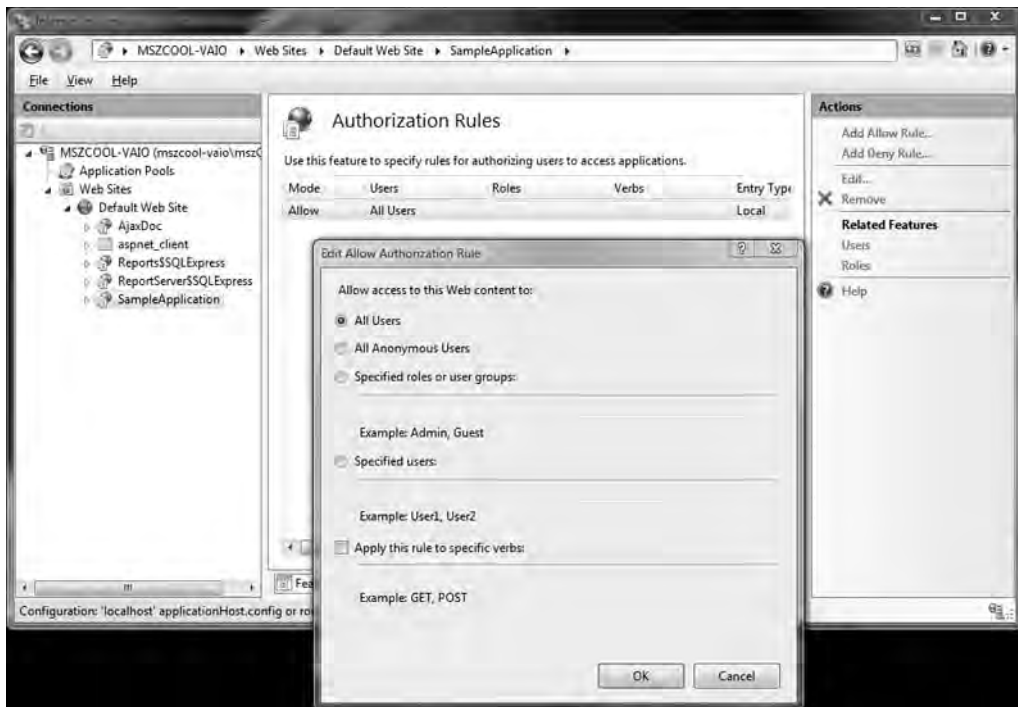 MSZCOOL-VAIO Web Sites Default Web Site SampleApplication
File View Help
Connections
MSZCOOL-VAIO (mszcool-vaio\msz
Application Pools
Web Sites
Default Web Site
AjaxDoc
aspnet_client
Reports$SQLExpress
ReportServer$SQLExpress
SampleApplication
Authorization Rules
Use this feature to specify rules for authorizing users to access applications.
Mode Users Roles Verbs Entry Type
Allow All Users Local
Edit Allow Authorization Rule
Allow access to this Web content to:
All Users
All Anonymous Users
Specified roles or user groups:
Example: Admin, Guest
Specified users:
Example: User1, User2
Apply this rule to specific verbs:
Example: GET, POST
OK Cancel
Fea
Actions
Add Allow Rule...
Add Deny Rule...
Edit...
Remove
Related Features
Users
Roles
Help
Configuration: 'localhost' applicationHost.config or ro